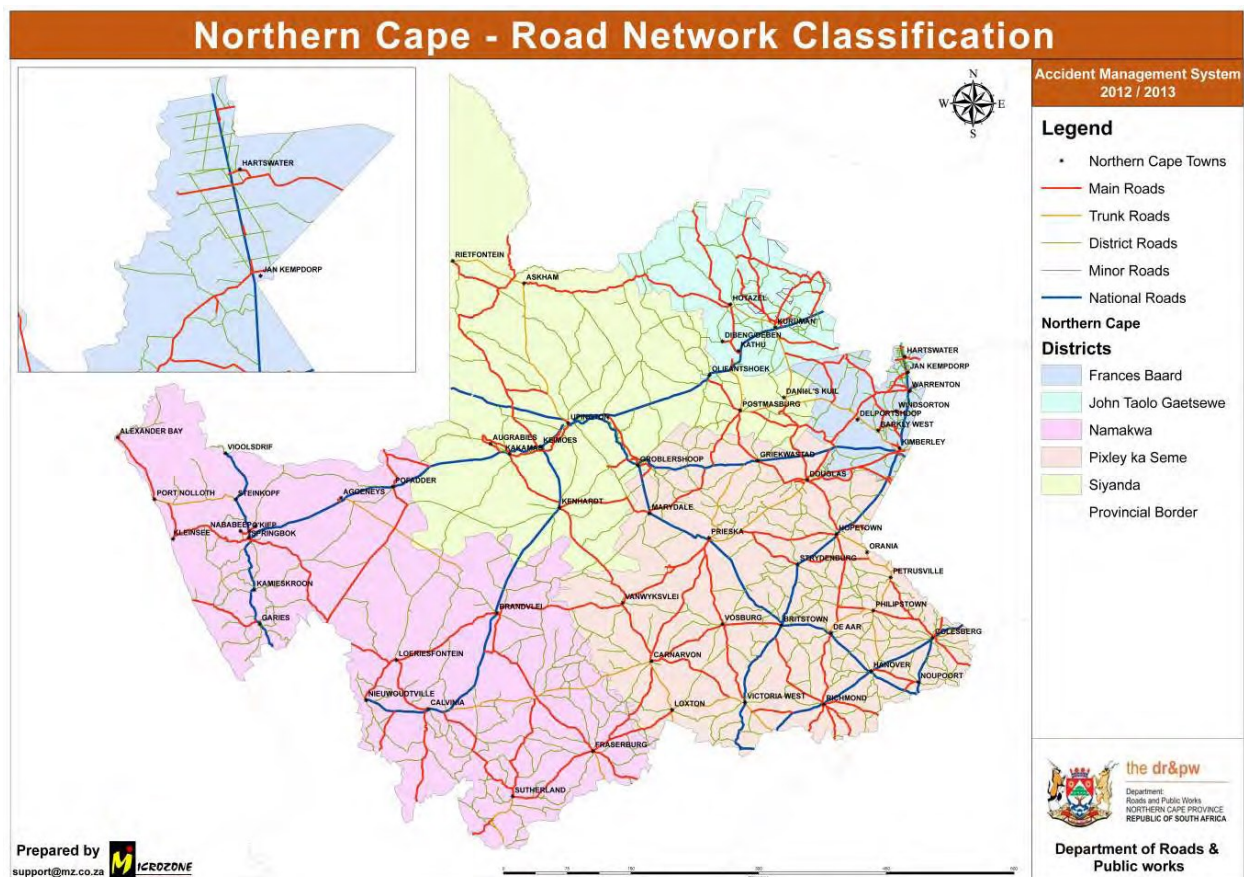 Northern Cape - Road Network Classification
HARTSWATER
JAN KEMPDORP
N
W
E
S
Accident Management System
2012 / 2013
Legend
Northern Cape Towns
Main Roads
Trunk Roads
District Roads
Minor Roads
National Roads
Northern Cape
Districts
Frances Baard
John Taolo Gaetsewe
Namakwa
Pixley ka Seme
Siyanda
Provincial Border
RIETFONTEIN
ASKHAM
HOTAZEL
KURUMAN
DIBENG/DEBEN
KATHU
OLIFANTSHOEK
HARTSWATER
JAN KEMPDORP
WARRENTON
DANIEL'S KUIL
WINDSORTON
POSTMASBURG
DELPORTSHOOP
BARKLY WEST
UPINGTON
ALEXANDER BAY
VIOOLSDRIF
AUGRABIES
KAKAMAS
KEIMOES
KIMBERLEY
GROBLERSHOOP
GRIEKWASTAD
DOUGLAS
POFADDER
AGGENEYS
PORT NOLLOTH
STEINKOPF
KENHARDT
MARYDALE
NABABEEP
O'KIEP
SPRINGBOK
KLEINSEE
PRIESKA
HOPETOWN
ORANIA
STRYDENBURG
PETRUSVILLE
KAMIESKROON
VANWYKSVLEI
BRANDVLEI
PHILIPSTOWN
GARIES
VOSBURG
BRITSTOWN
DE AAR
COLESBERG
LOERIESFONTEIN
CARNARVON
HANOVER
NOUPOORT
NIEUWOUDTVILLE
CALVINIA
LOXTON
VICTORIA WEST
RICHMOND
FRASERBURG
SUTHERLAND
the dr&pw
Department:
Roads and Public Works
NORTHERN CAPE PROVINCE
REPUBLIC OF SOUTH AFRICA
Department of Roads &
Public works
Prepared by
MICROZONE
support@mz.co.za